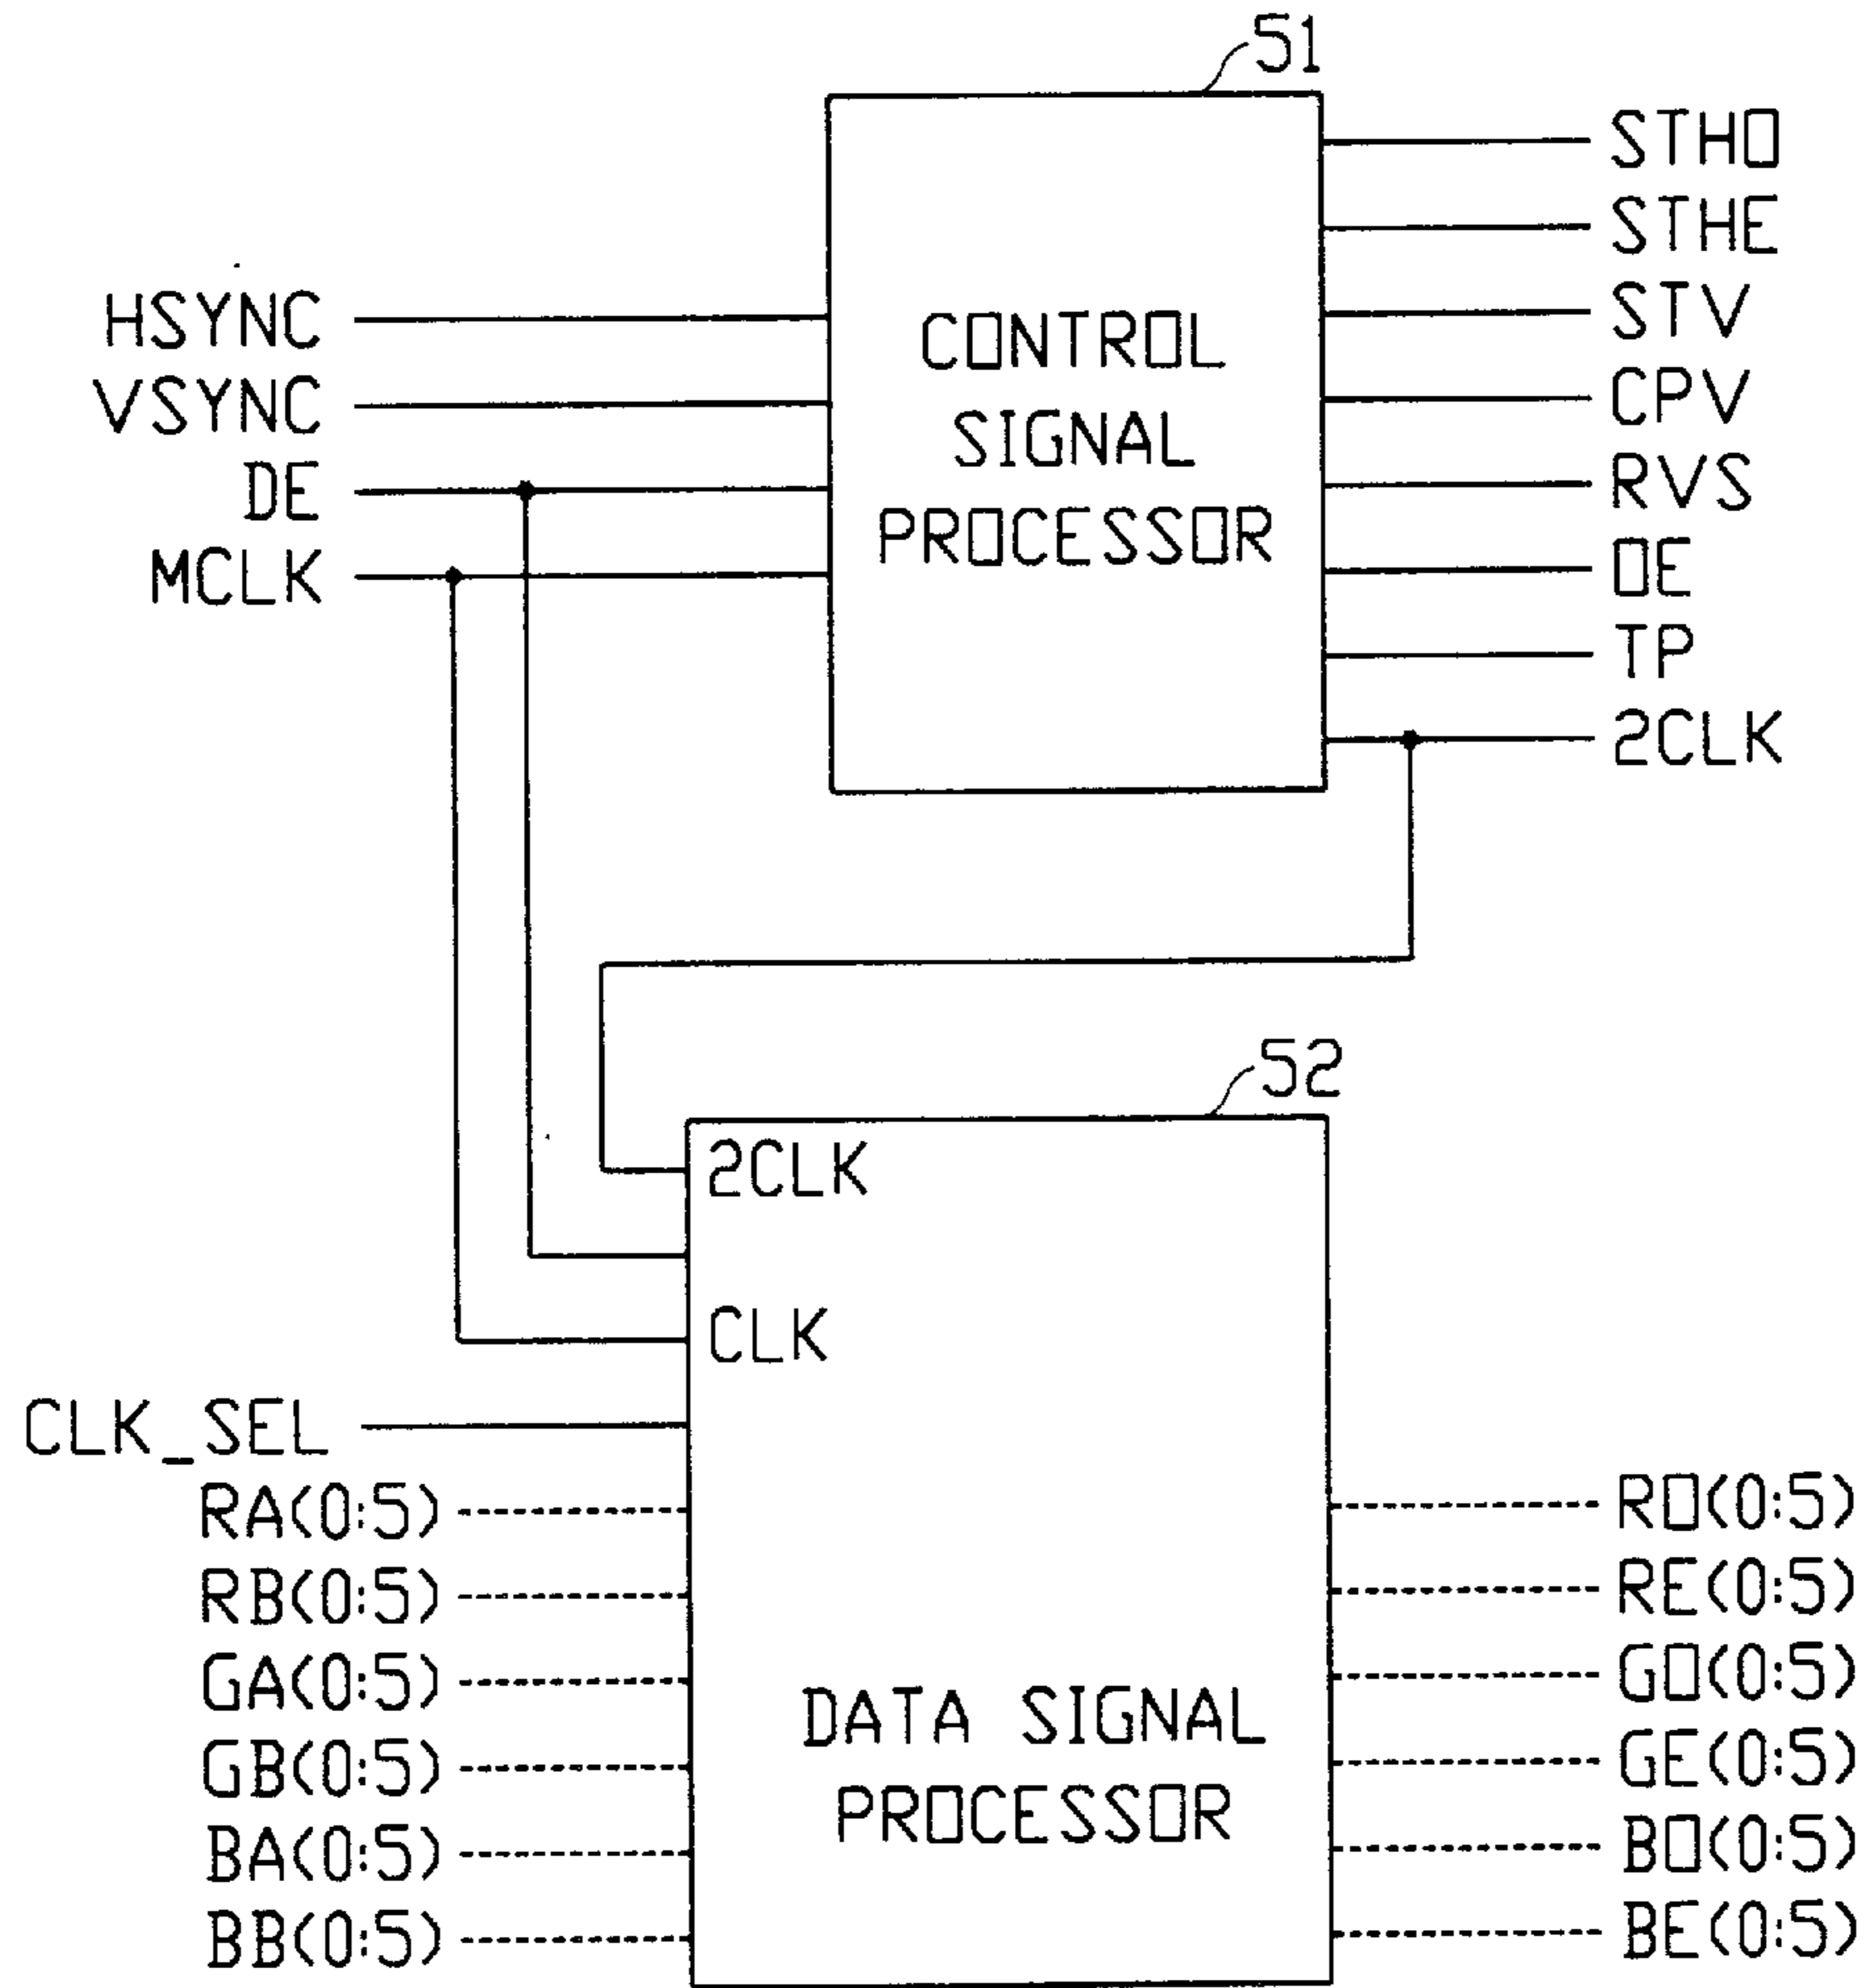 51
STHO
STHE
HSYNC
STV
VSYNC
CONTROL
SIGNAL
PROCESSOR
CPV
DE
RVS
MCLK
OE
TP
2CLK
52
2CLK
CLK
CLK_SEL
RA(0:5)
RO(0:5)
RB(0:5)
RE(0:5)
GA(0:5)
GO(0:5)
DATA SIGNAL
PROCESSOR
GB(0:5)
GE(0:5)
BA(0:5)
BO(0:5)
BB(0:5)
BE(0:5)